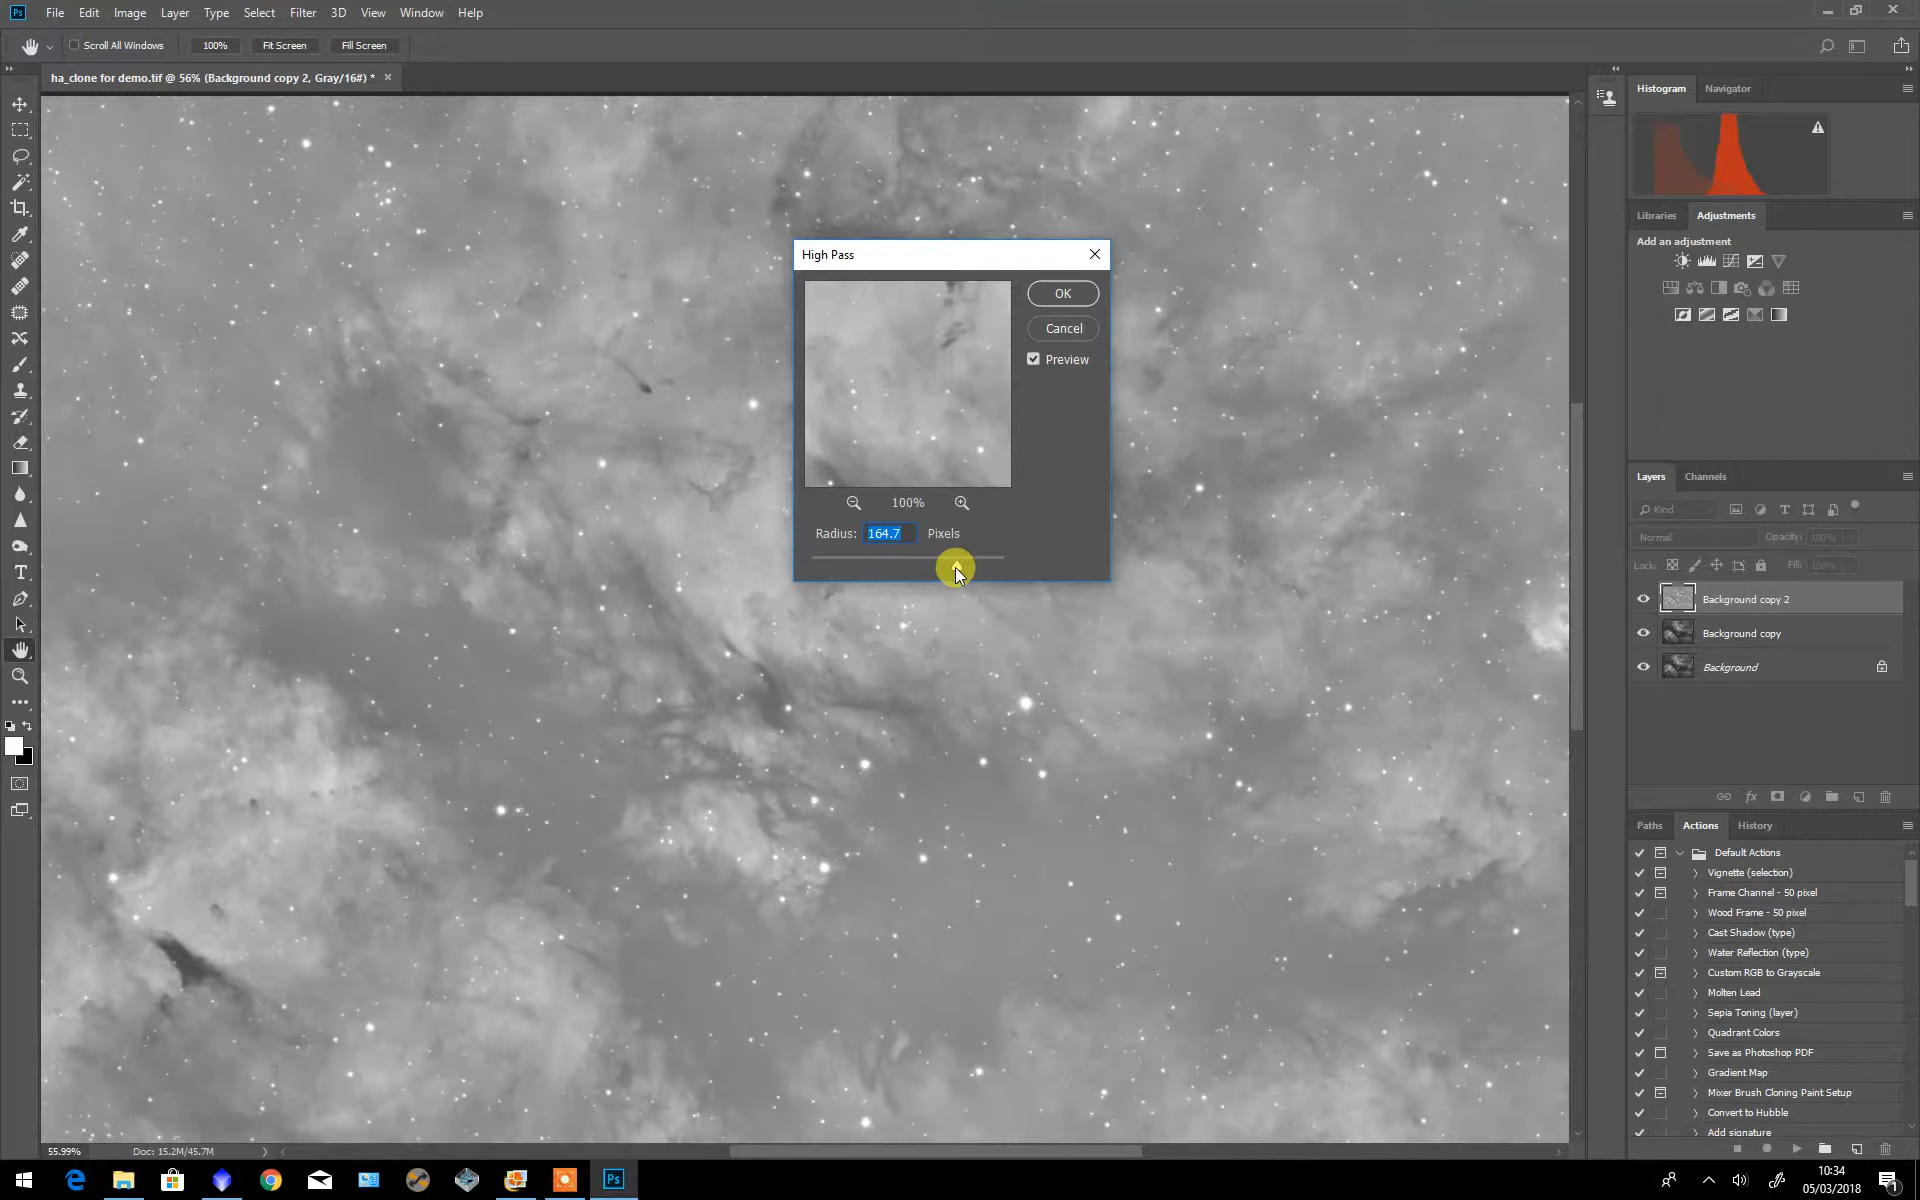 Ps File Edit Image Layer Type Select Filter 3D View Window Help
Scroll All Windows 100% Fit Screen Fill Screen
ha_clone for demo.tif @ 56% (Background copy 2, Gray/16#) *
Histogram Navigator
Libraries Adjustments
Add an adjustment
High Pass
OK
Cancel
Preview
100%
Radius: 164.7 Pixels
Layers Channels
Kind
Normal Opacity: 100%
Lock: Fill: 100%
Background copy 2
Background copy
Background
Paths Actions History
Default Actions
Vignette (selection)
Frame Channel - 50 pixel
Wood Frame - 50 pixel
Cast Shadow (type)
Water Reflection (type)
Custom RGB to Grayscale
Molten Lead
Sepia Toning (layer)
Quadrant Colors
Save as Photoshop PDF
Gradient Map
Mixer Brush Cloning Paint Setup
Convert to Hubble
Add signature
55.99% Doc: 15.2M/45.7M
Ps
10:34
05/03/2018
1